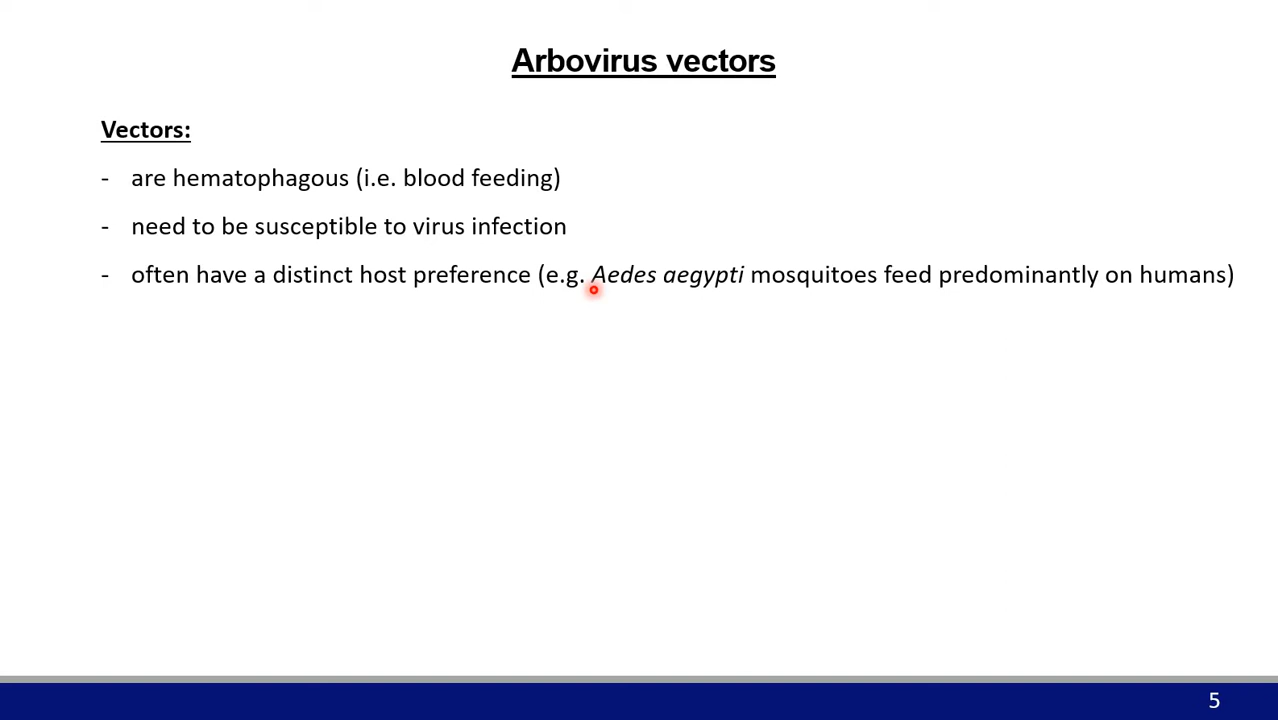 Arbovirus vectors
Vectors:
- are hematophagous (i.e. blood feeding)
- need to be susceptible to virus infection
- often have a distinct host preference (e.g. Aedes aegypti mosquitoes feed predominantly on humans)
5